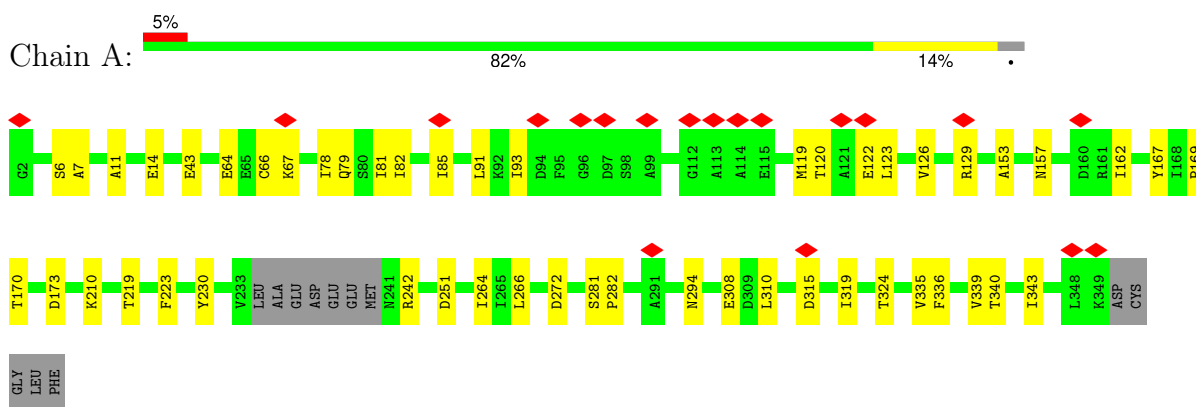 5%
Chain A:
82% 14% •
G2 S6 A7 A11 E14 E43 E64 E65 C66 K67 I78 Q79 S80 I81 I82 I85 L91 K92 I93 D94 F95 G96 D97 S98 A99 G112 A113 A114 E115 M119 T120 A121 E122 L123 V126 R129 A153 N157 D160 R161 I162 Y167 I168 R169
T170 D173 K210 T219 F223 Y230 V233 LEU ALA GLU ASP GLU GLU MET N241 R242 D251 I264 I265 L266 D272 S281 P282 A291 N294 E308 D309 L310 D315 I319 T324 V335 F336 V339 T340 I343 L348 K349 ASP CYS
GLY LEU PHE